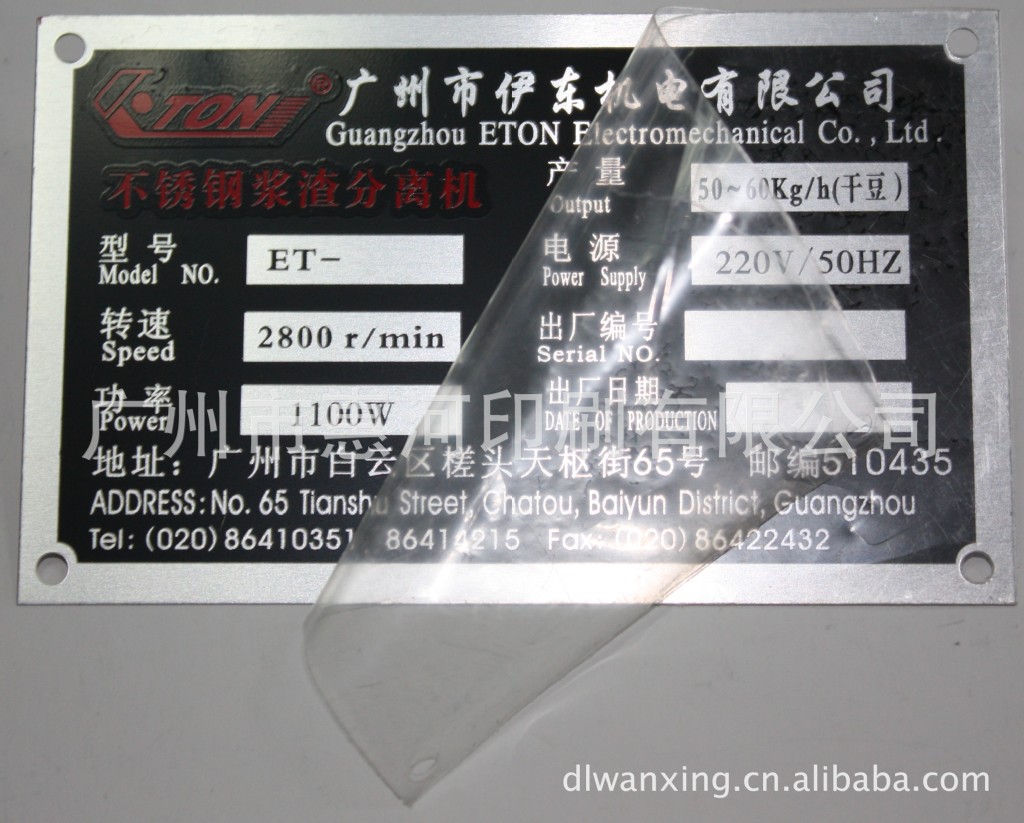 ETON ®
广州市伊东机电有限公司
Guangzhou ETON Electromechanical Co., Ltd.
不锈钢浆渣分离机
产量 50~60Kg/h(干豆)
Output
型号 ET-
Model NO.
电源 220V/50HZ
Power Supply
转速 2800 r/min
Speed
出厂编号
Serial NO.
功率 1100W
Power
出厂日期
DATE OF PRODUCTION
广州市惠河印刷有限公司
地址: 广州市白云区槎头天枢街65号 邮编510435
ADDRESS: No. 65 Tianshu Street, Chatou, Baiyun District, Guangzhou
Tel: (020) 86410351 86414215 Fax: (020) 86422432
dlwanxing.cn.alibaba.com